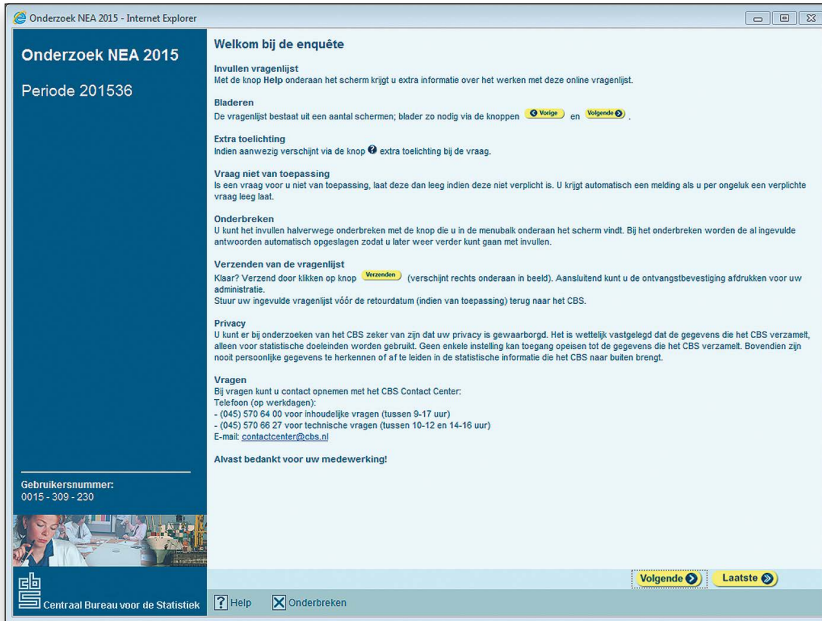 Onderzoek NEA 2015 - Internet Explorer
Onderzoek NEA 2015
Periode 201536
Welkom bij de enquête
Invullen vragenlijst
Met de knop Help onderaan het scherm krijgt u extra informatie over het werken met deze online vragenlijst.
Bladeren
De vragenlijst bestaat uit een aantal schermen; blader zo nodig via de knoppen Vorige en Volgende .
Extra toelichting
Indien aanwezig verschijnt via de knop ? extra toelichting bij de vraag.
Vraag niet van toepassing
Is een vraag voor u niet van toepassing, laat deze dan leeg indien deze niet verplicht is. U krijgt automatisch een melding als u per ongeluk een verplichte
vraag leeg laat.
Onderbreken
U kunt het invullen halverwege onderbreken met de knop die u in de menubalk onderaan het scherm vindt. Bij het onderbreken worden de al ingevulde
antwoorden automatisch opgeslagen zodat u later weer verder kunt gaan met invullen.
Verzenden van de vragenlijst
Klaar? Verzend door klikken op knop Verzenden (verschijnt rechts onderaan in beeld). Aansluitend kunt u de ontvangstbevestiging afdrukken voor uw
administratie.
Stuur uw ingevulde vragenlijst vóór de retourdatum (indien van toepassing) terug naar het CBS.
Privacy
U kunt er bij onderzoeken van het CBS zeker van zijn dat uw privacy is gewaarborgd. Het is wettelijk vastgelegd dat de gegevens die het CBS verzamelt,
alleen voor statistische doeleinden worden gebruikt. Geen enkele instelling kan toegang opeisen tot de gegevens die het CBS verzamelt. Bovendien zijn
nooit persoonlijke gegevens te herkennen of af te leiden in de statistische informatie die het CBS naar buiten brengt.
Vragen
Bij vragen kunt u contact opnemen met het CBS Contact Center:
Telefoon (op werkdagen):
- (045) 570 64 00 voor inhoudelijke vragen (tussen 9-17 uur)
- (045) 570 66 27 voor technische vragen (tussen 10-12 en 14-16 uur)
E-mail: contactcenter@cbs.nl
Alvast bedankt voor uw medewerking!
Gebruikersnummer:
0015 - 309 - 230
Volgende
Laatste
cbs
Centraal Bureau voor de Statistiek
? Help
Onderbreken